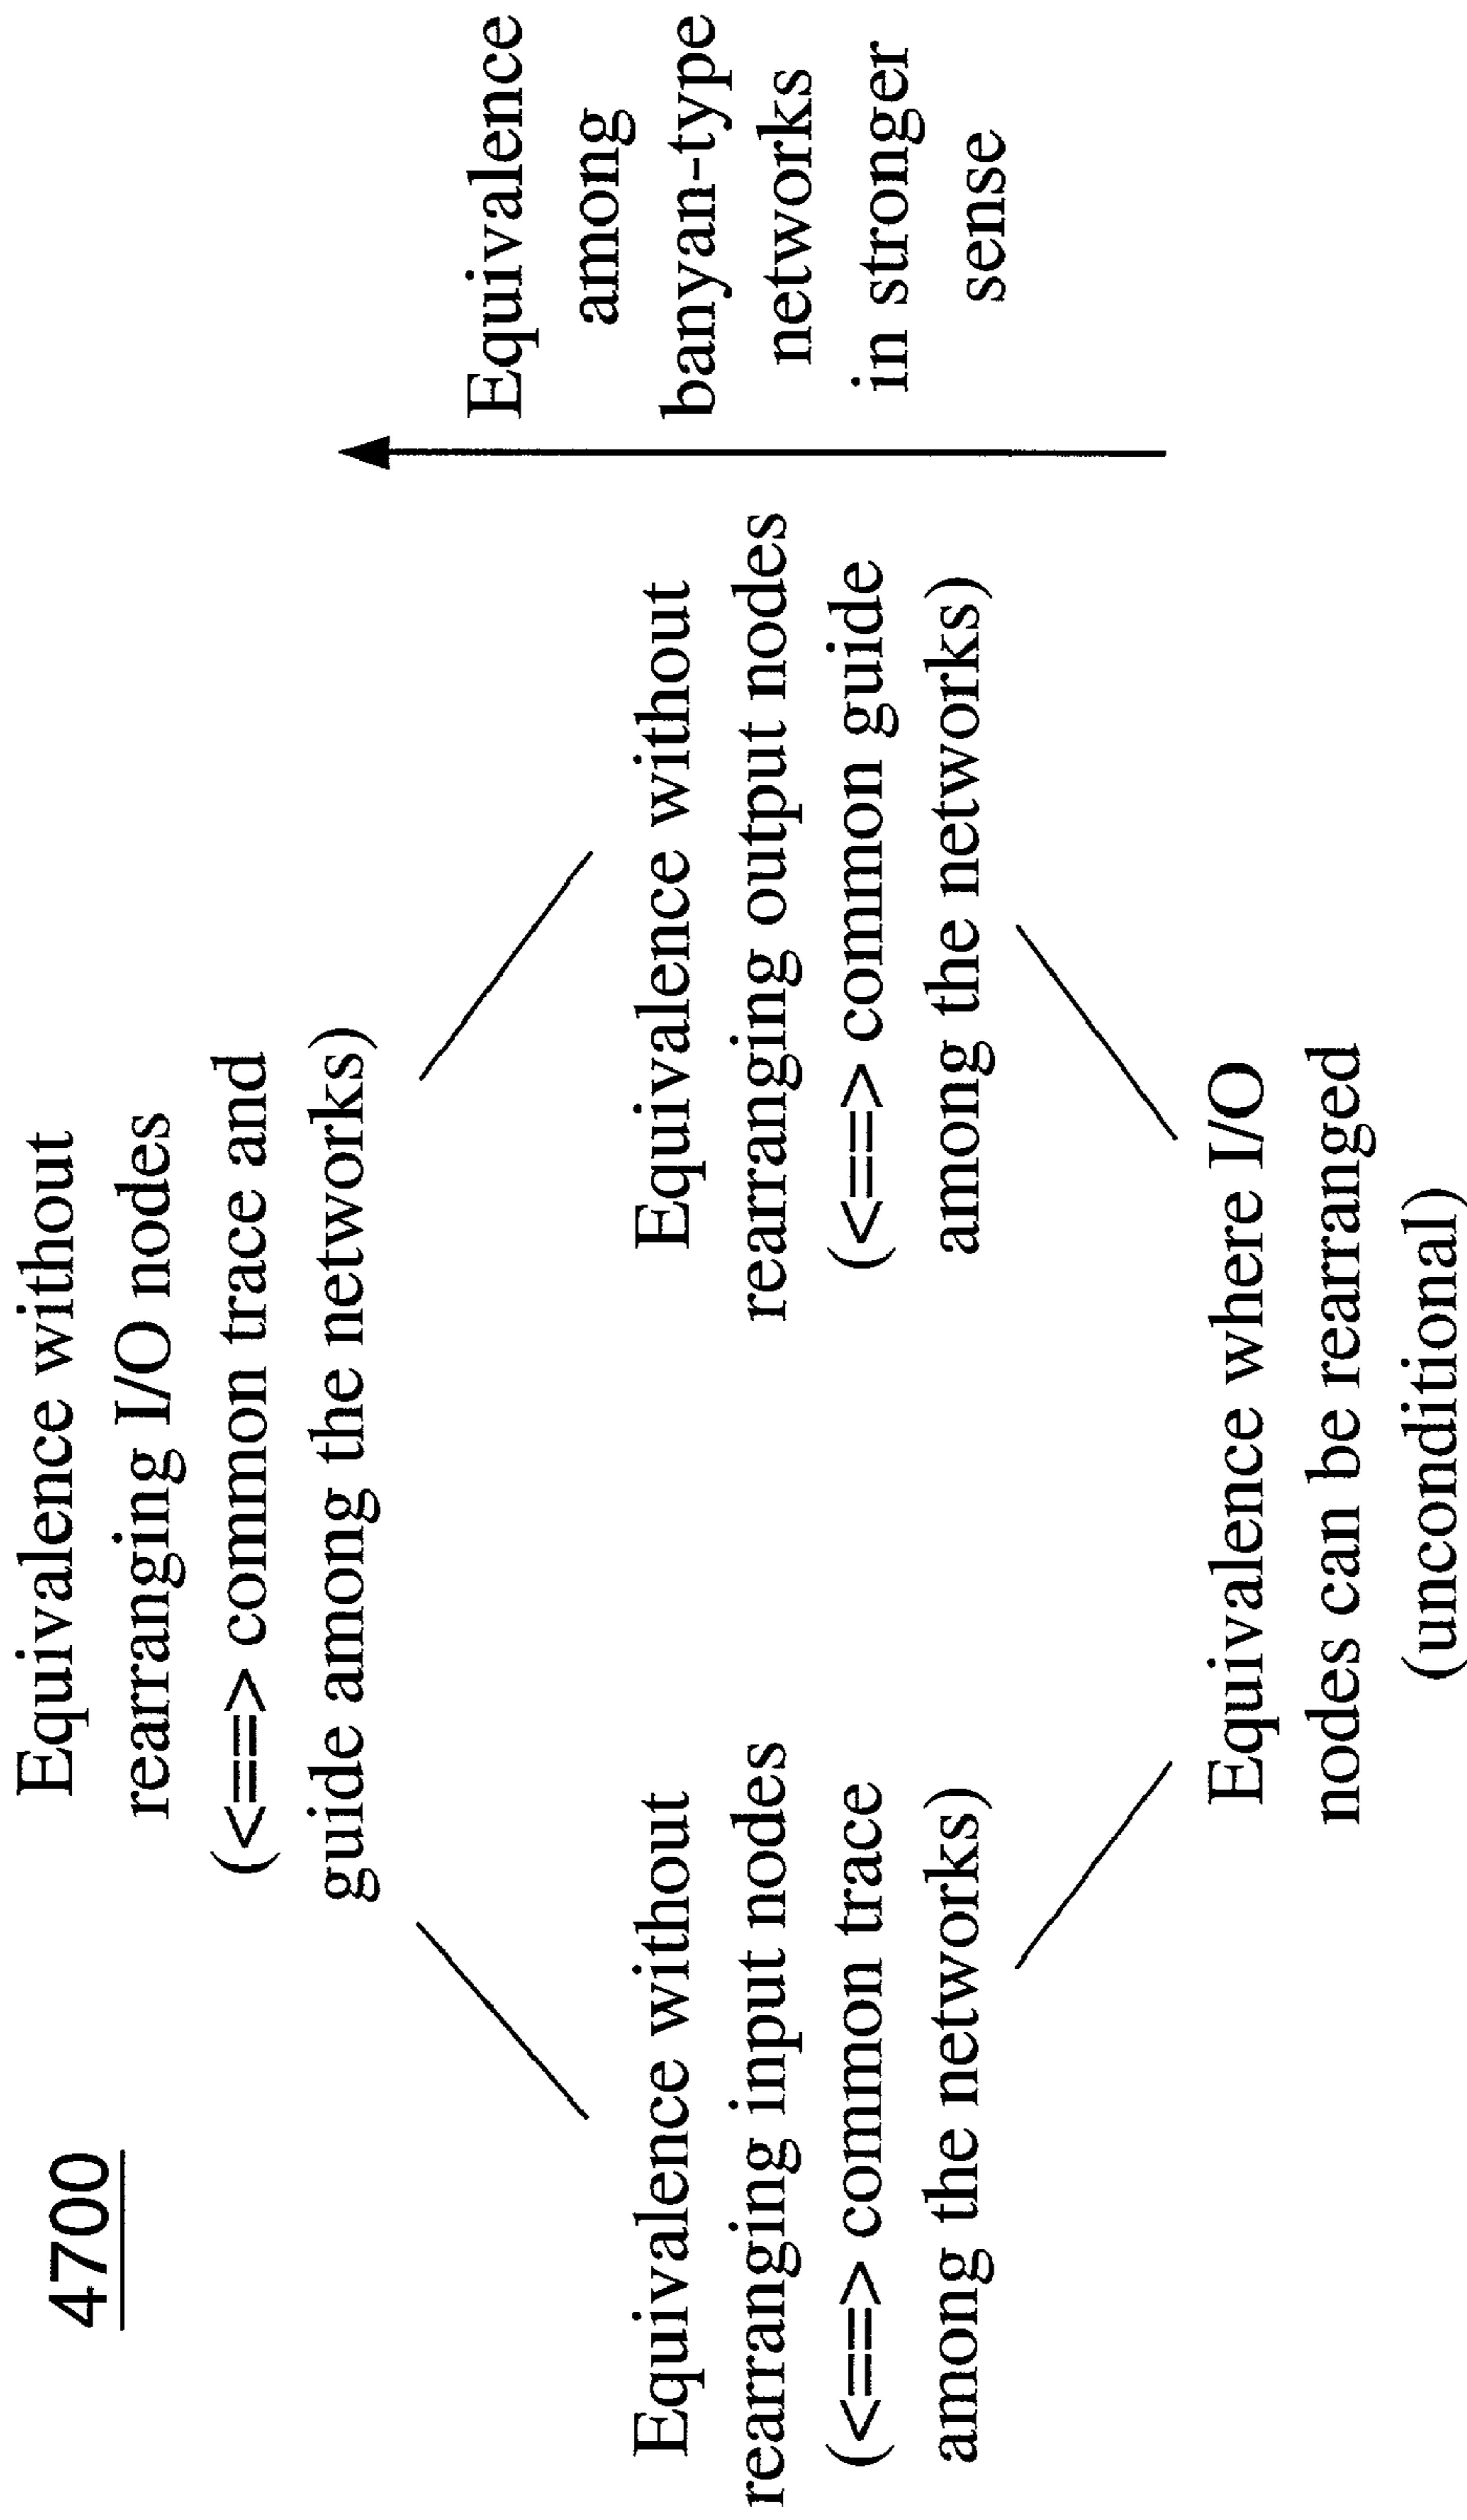 4700
Equivalence without
rearranging I/O nodes
(<==> common trace and
guide among the networks)
Equivalence without
rearranging input nodes
(<==> common trace
among the networks)
Equivalence without
rearranging output nodes
(<==> common guide
among the networks)
Equivalence where I/O
nodes can be rearranged
(unconditional)
Equivalence
among
banyan-type
networks
in stronger
sense